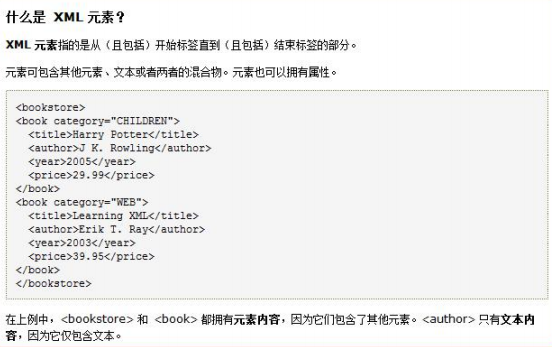 什么是 XML 元素？
XML 元素指的是从（且包括）开始标签直到（且包括）结束标签的部分。
元素可包含其他元素、文本或者两者的混合物。元素也可以拥有属性。
<bookstore>
<book category="CHILDREN">
  <title>Harry Potter</title>
  <author>J K. Rowling</author>
  <year>2005</year>
  <price>29.99</price>
</book>
<book category="WEB">
  <title>Learning XML</title>
  <author>Erik T. Ray</author>
  <year>2003</year>
  <price>39.95</price>
</book>
</bookstore>
在上例中，<bookstore> 和 <book> 都拥有元素内容，因为它们包含了其他元素。<author> 只有文本内
容，因为它仅包含文本。